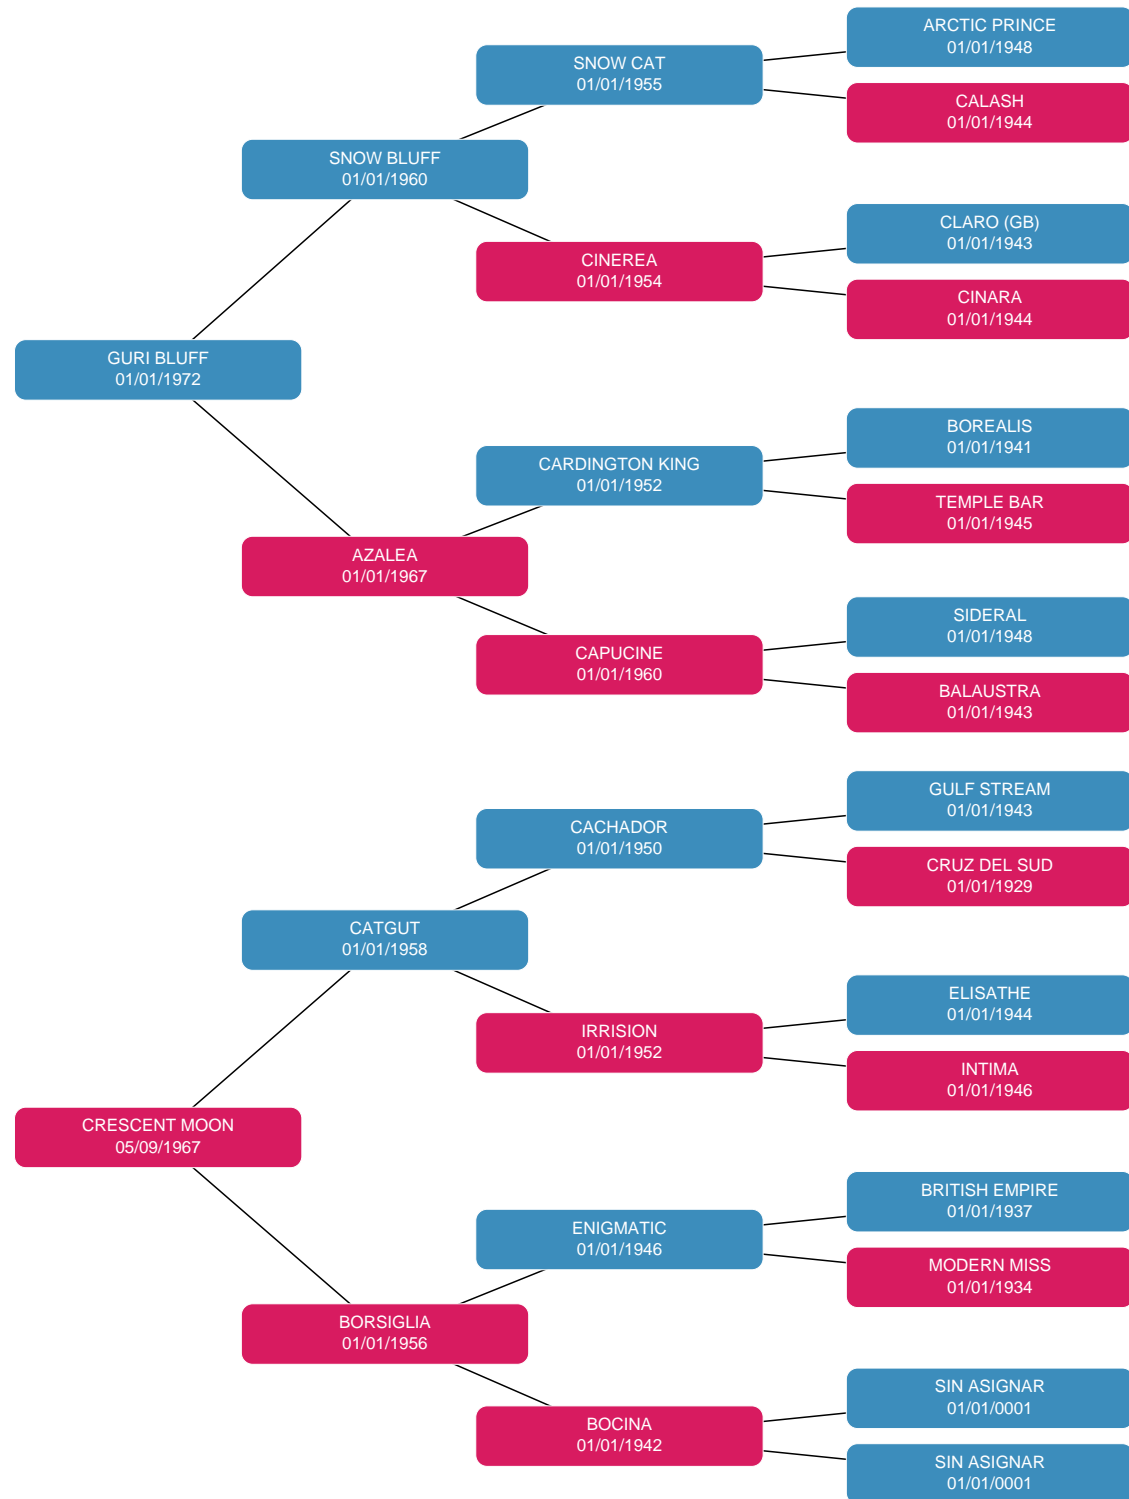 ARCTIC PRINCE
01/01/1948
SNOW CAT
01/01/1955
CALASH
01/01/1944
SNOW BLUFF
01/01/1960
CLARO (GB)
01/01/1943
CINEREA
01/01/1954
CINARA
01/01/1944
GURI BLUFF
01/01/1972
BOREALIS
01/01/1941
CARDINGTON KING
01/01/1952
TEMPLE BAR
01/01/1945
AZALEA
01/01/1967
SIDERAL
01/01/1948
CAPUCINE
01/01/1960
BALAUSTRA
01/01/1943
GULF STREAM
01/01/1943
CACHADOR
01/01/1950
CRUZ DEL SUD
01/01/1929
CATGUT
01/01/1958
ELISATHE
01/01/1944
IRRISION
01/01/1952
INTIMA
01/01/1946
CRESCENT MOON
05/09/1967
BRITISH EMPIRE
01/01/1937
ENIGMATIC
01/01/1946
MODERN MISS
01/01/1934
BORSIGLIA
01/01/1956
SIN ASIGNAR
01/01/0001
BOCINA
01/01/1942
SIN ASIGNAR
01/01/0001